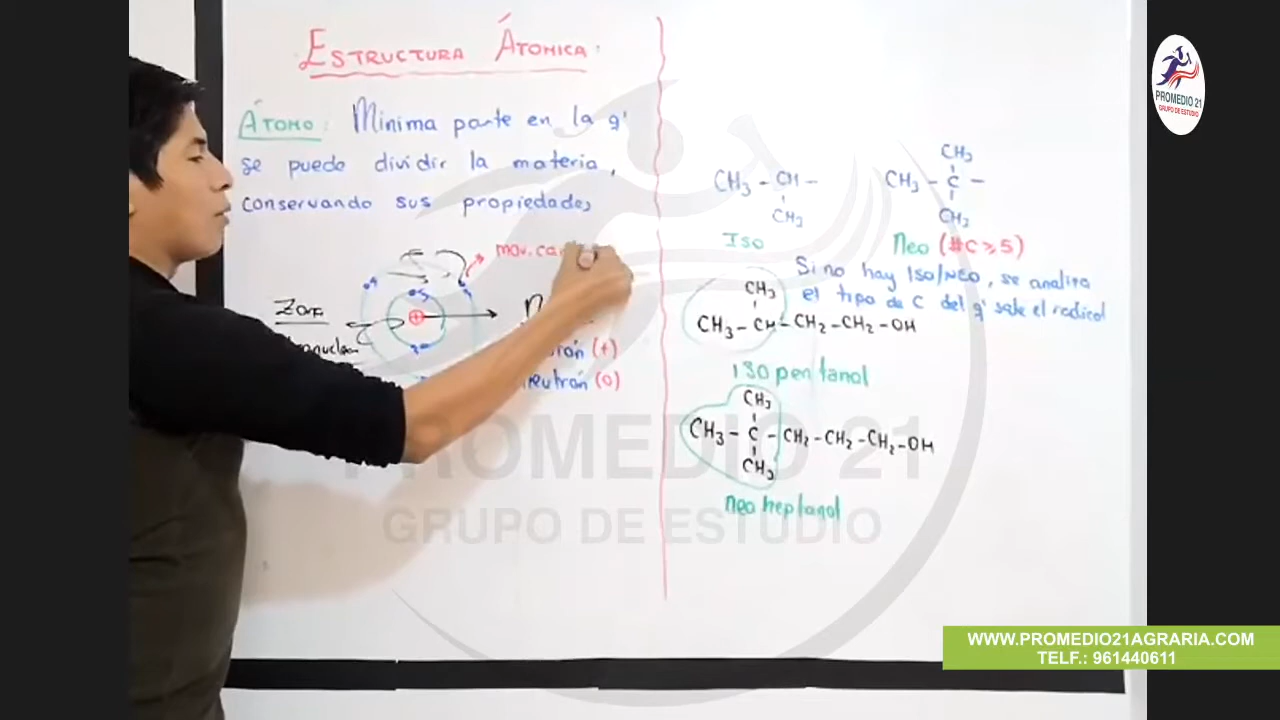 ESTRUCTURA ÁTOMICA:
ÁTOMO: Mínima parte en la q'
se puede dividir la materia,
conservando sus propiedades
mov.
Zona
(+)
neutrón (0)
CH3
CH3 - CH -
CH3 - C -
CH3
CH3
Iso
Neo (#C ≥ 5)
Si no hay ISO/NEO, se analiza
el tipo de C del q' sale el radical
CH3
CH3 - CH - CH2 - CH2 - OH
ISO pentanol
CH3
CH3 - C - CH2 - CH2 - CH2 - OH
CH3
neo heptanol
PROMEDIO 21
GRUPO DE ESTUDIO
PROMEDIO 21
GRUPO DE ESTUDIO
WWW.PROMEDIO21AGRARIA.COM
TELF.: 961440611